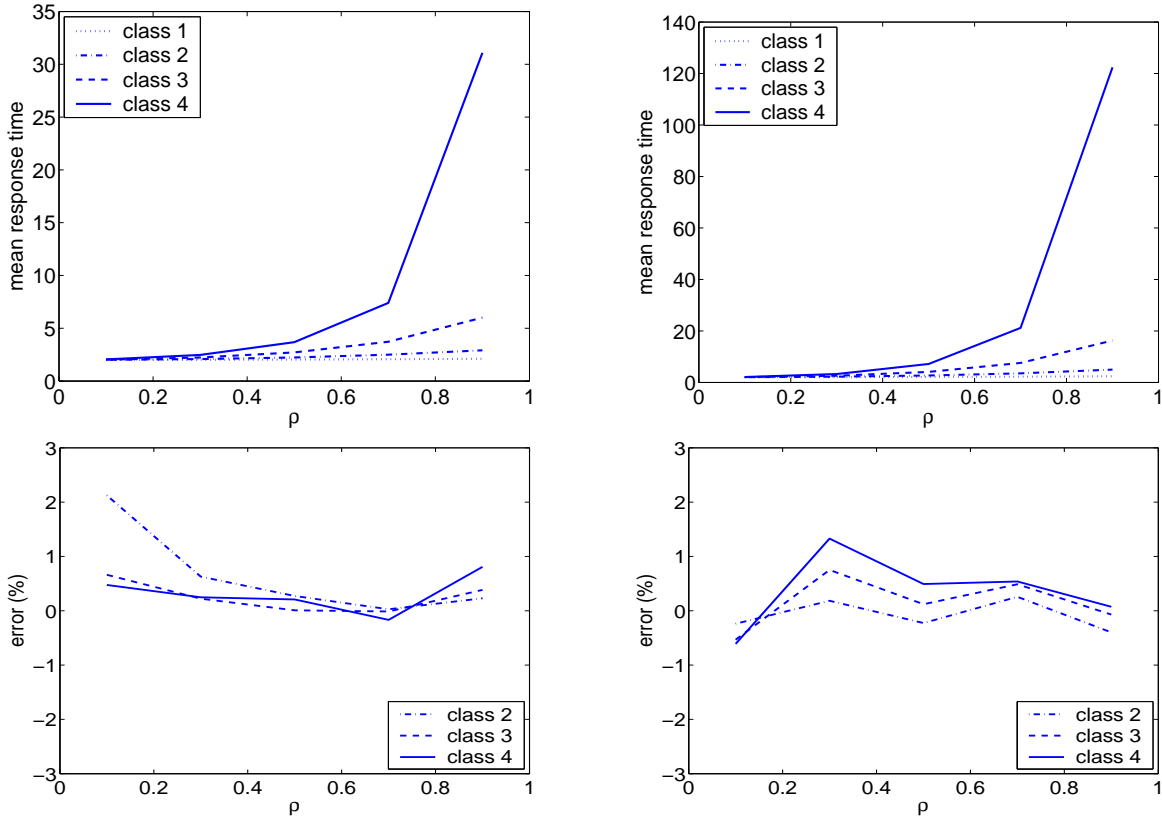 35
30
25
20
15
10
5
0
mean response time
class 1
class 2
class 3
class 4
0
0.2
0.4
0.6
0.8
1
ρ
140
120
100
80
60
40
20
0
mean response time
class 1
class 2
class 3
class 4
0
0.2
0.4
0.6
0.8
1
ρ
3
2
1
0
−1
−2
−3
error (%)
class 2
class 3
class 4
0
0.2
0.4
0.6
0.8
1
ρ
3
2
1
0
−1
−2
−3
error (%)
class 2
class 3
class 4
0
0.2
0.4
0.6
0.8
1
ρ